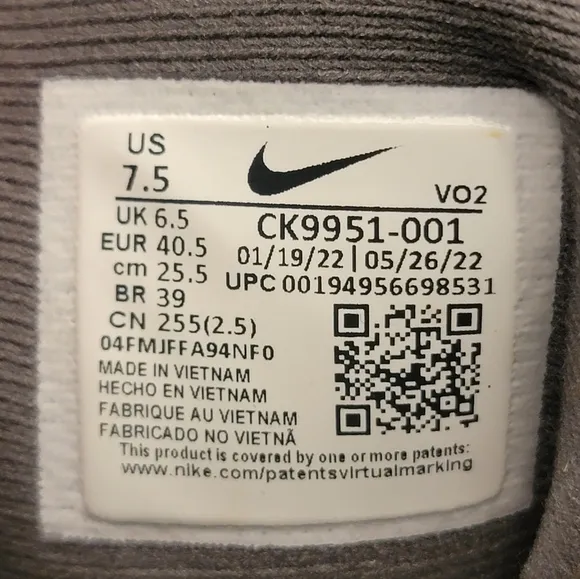 US
7.5
VO2
UK 6.5
CK9951-001
EUR 40.5
01/19/22 | 05/26/22
cm 25.5
UPC 00194956698531
BR 39
CN 255(2.5)
04FMJFFA94NF0
MADE IN VIETNAM
HECHO EN VIETNAM
FABRIQUE AU VIETNAM
FABRICADO NO VIETNÃ
This product is covered by one or more patents:
www.nike.com/patentsvirtualmarking